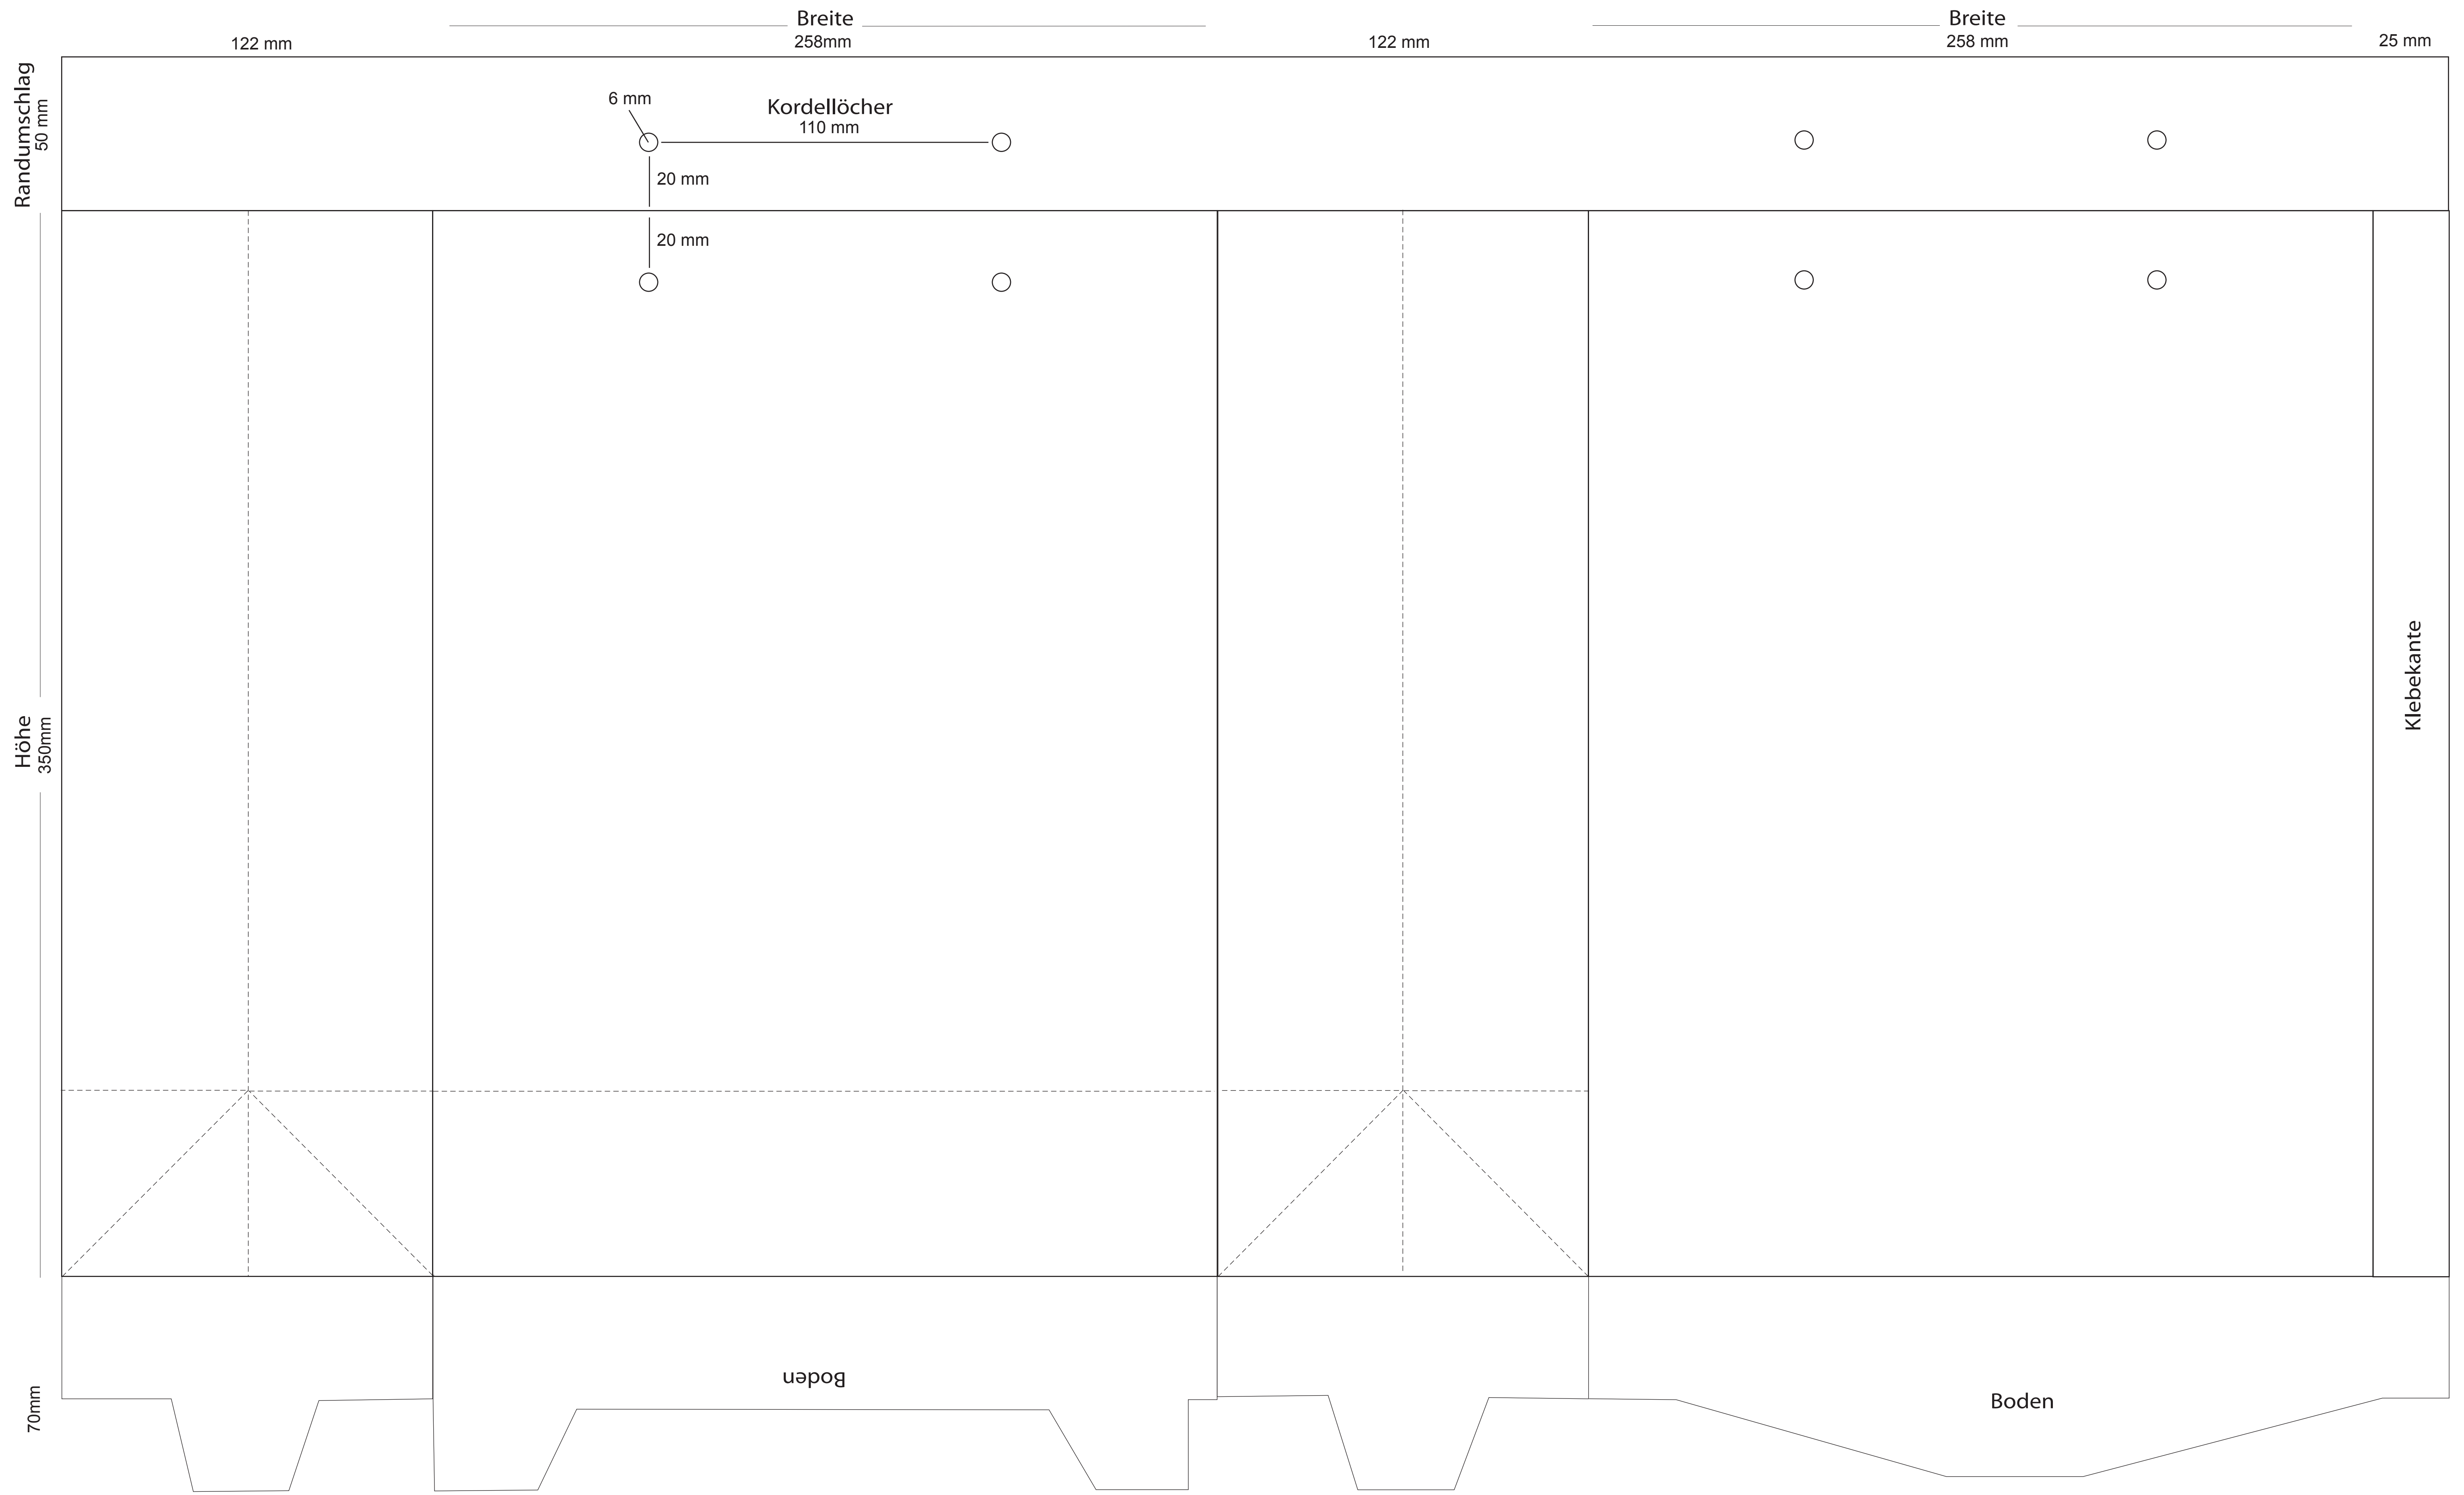 Breite
258mm
Breite
258 mm
122 mm
122 mm
25 mm
Randumschlag
50 mm
6 mm
Kordellöcher
110 mm
20 mm
20 mm
Höhe
350mm
Klebekante
70mm
Boden
Boden